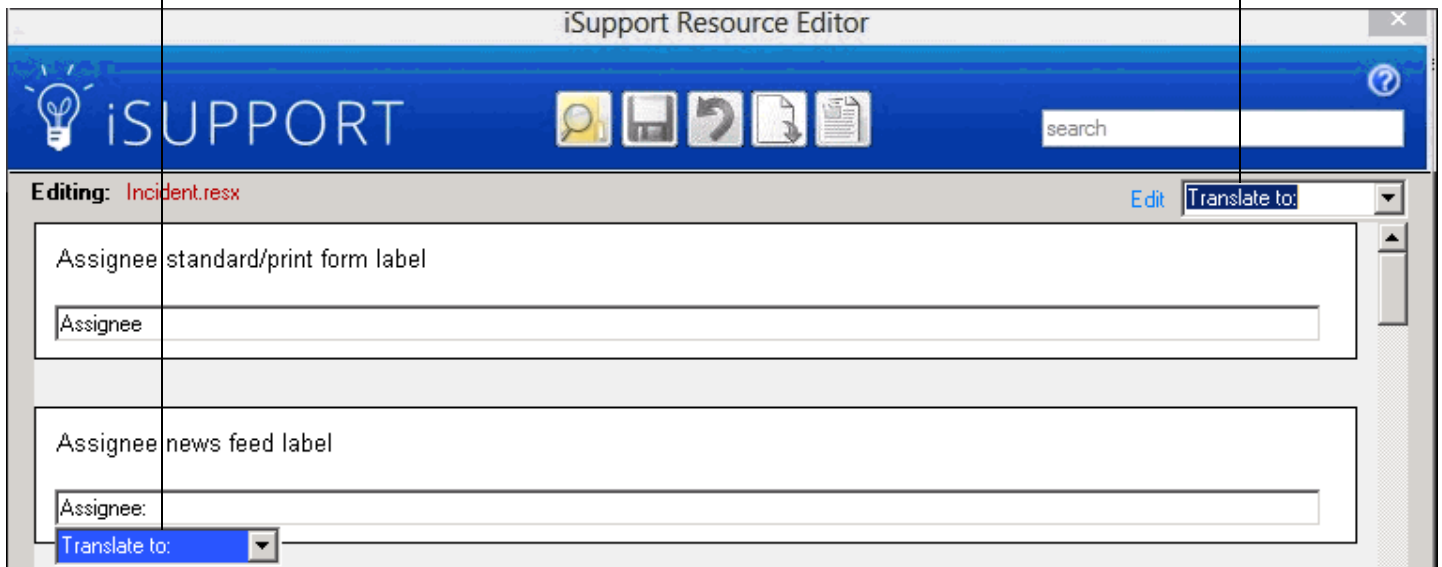 iSupport Resource Editor
iSUPPORT
search
Editing: Incident.resx
Edit Translate to:
Assignee standard/print form label
Assignee
Assignee news feed label
Assignee:
Translate to: